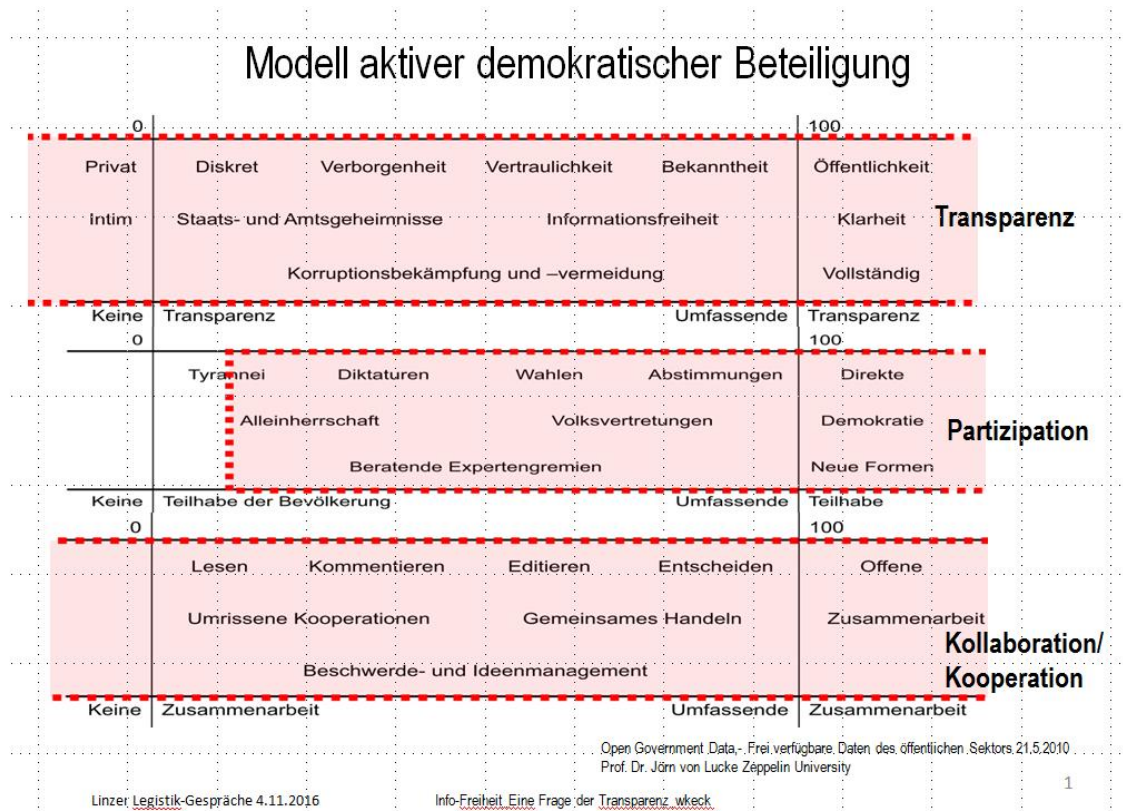 Modell aktiver demokratischer Beteiligung
0 100
Privat Diskret Verborgenheit Vertraulichkeit Bekanntheit Öffentlichkeit
Intim Staats- und Amtsgeheimnisse Informationsfreiheit Klarheit Transparenz
Korruptionsbekämpfung und –vermeidung Vollständig
Keine Transparenz Umfassende Transparenz
0 100
Tyrannei Diktaturen Wahlen Abstimmungen Direkte
Alleinherrschaft Volksvertretungen Demokratie Partizipation
Beratende Expertengremien Neue Formen
Keine Teilhabe der Bevölkerung Umfassende Teilhabe
0 100
Lesen Kommentieren Editieren Entscheiden Offene
Umrissene Kooperationen Gemeinsames Handeln Zusammenarbeit
Kollaboration/
Beschwerde- und Ideenmanagement Kooperation
Keine Zusammenarbeit Umfassende Zusammenarbeit
Open Government Data - Frei verfügbare Daten des öffentlichen Sektors 21.5.2010
Prof. Dr. Jörn von Lucke Zeppelin University
1
Linzer Legistik-Gespräche 4.11.2016 Info-Freiheit_Eine Frage der Transparenz_wkeck